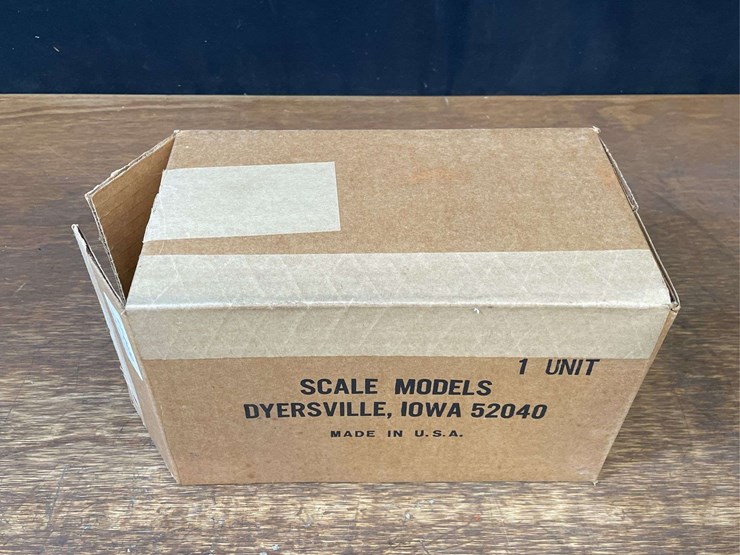 1 UNIT
SCALE MODELS
DYERSVILLE, IOWA 52040
MADE IN U.S.A.